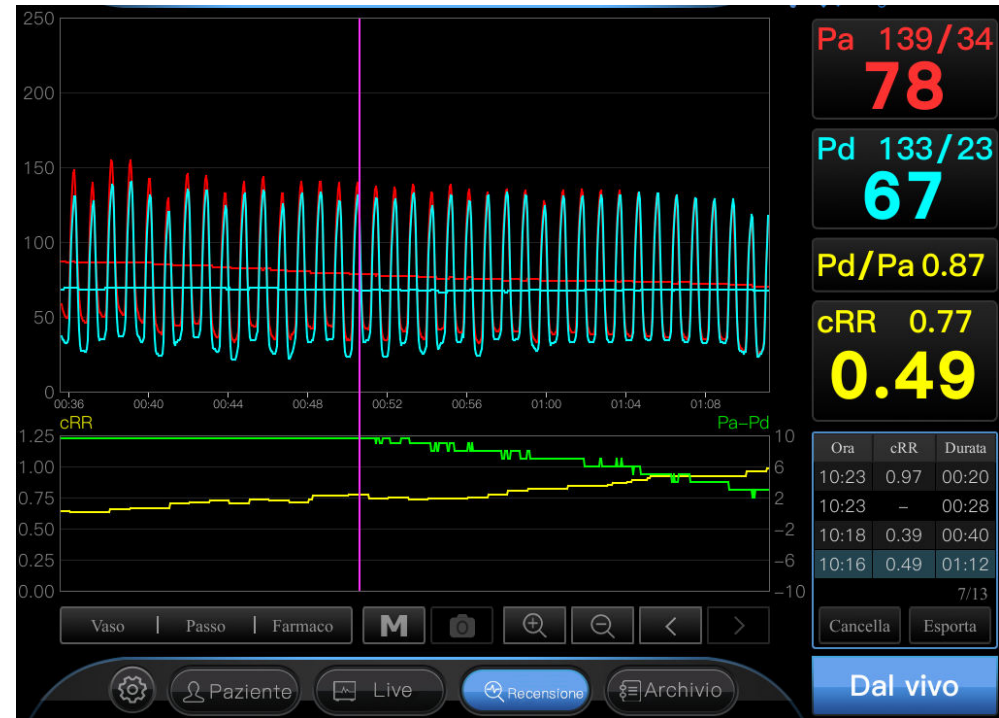 250
200
150
100
50
0
00:36 00:40 00:44 00:48 00:52 00:56 01:00 01:04 01:08
cRR Pa-Pd
1.25 10
1.00 6
0.75 2
0.50 -2
0.25 -6
0.00 -10
Pa 139/34
78
Pd 133/23
67
Pd/Pa 0.87
cRR 0.77
0.49
Ora cRR Durata
10:23 0.97 00:20
10:23 – 00:28
10:18 0.39 00:40
10:16 0.49 01:12
7/13
Cancella Esporta
Vaso | Passo | Farmaco M < >
Paziente Live Recensione Archivio
Dal vivo